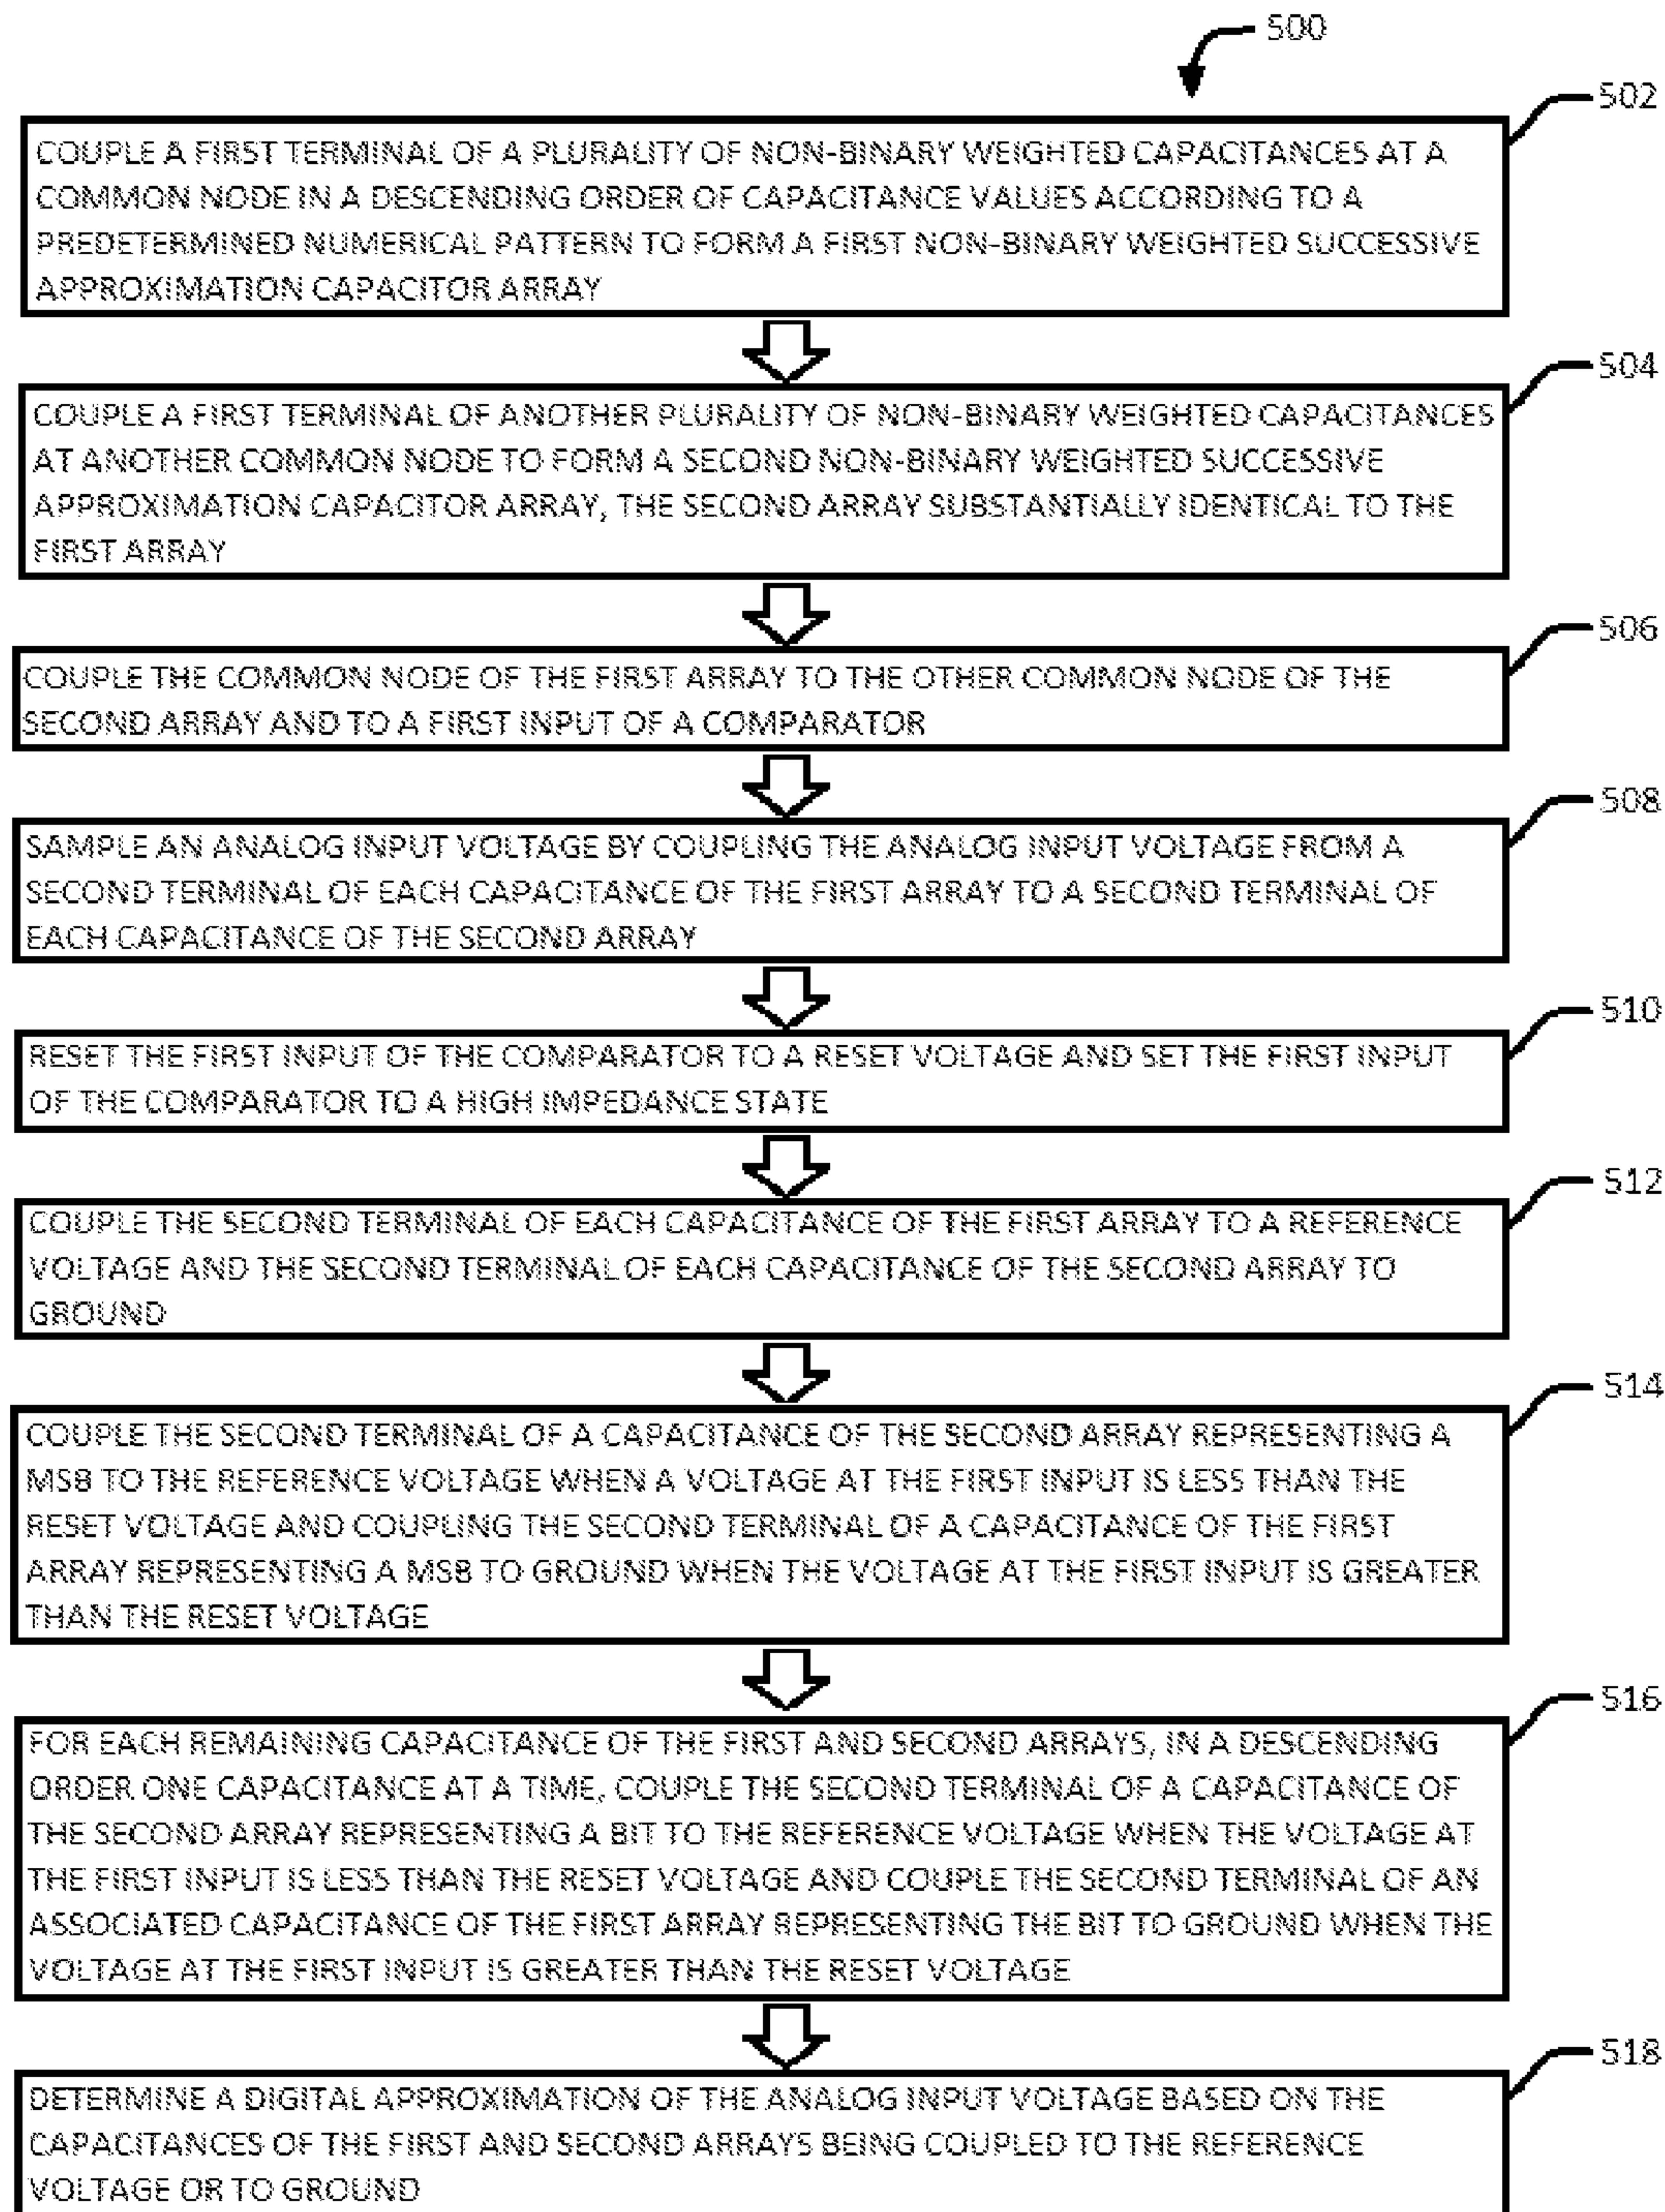 500
502
COUPLE A FIRST TERMINAL OF A PLURALITY OF NON-BINARY WEIGHTED CAPACITANCES AT A
COMMON NODE IN A DESCENDING ORDER OF CAPACITANCE VALUES ACCORDING TO A
PREDETERMINED NUMERICAL PATTERN TO FORM A FIRST NON-BINARY WEIGHTED SUCCESSIVE
APPROXIMATION CAPACITOR ARRAY
504
COUPLE A FIRST TERMINAL OF ANOTHER PLURALITY OF NON-BINARY WEIGHTED CAPACITANCES
AT ANOTHER COMMON NODE TO FORM A SECOND NON-BINARY WEIGHTED SUCCESSIVE
APPROXIMATION CAPACITOR ARRAY, THE SECOND ARRAY SUBSTANTIALLY IDENTICAL TO THE
FIRST ARRAY
506
COUPLE THE COMMON NODE OF THE FIRST ARRAY TO THE OTHER COMMON NODE OF THE
SECOND ARRAY AND TO A FIRST INPUT OF A COMPARATOR
508
SAMPLE AN ANALOG INPUT VOLTAGE BY COUPLING THE ANALOG INPUT VOLTAGE FROM A
SECOND TERMINAL OF EACH CAPACITANCE OF THE FIRST ARRAY TO A SECOND TERMINAL OF
EACH CAPACITANCE OF THE SECOND ARRAY
510
RESET THE FIRST INPUT OF THE COMPARATOR TO A RESET VOLTAGE AND SET THE FIRST INPUT
OF THE COMPARATOR TO A HIGH IMPEDANCE STATE
512
COUPLE THE SECOND TERMINAL OF EACH CAPACITANCE OF THE FIRST ARRAY TO A REFERENCE
VOLTAGE AND THE SECOND TERMINAL OF EACH CAPACITANCE OF THE SECOND ARRAY TO
GROUND
514
COUPLE THE SECOND TERMINAL OF A CAPACITANCE OF THE SECOND ARRAY REPRESENTING A
MSB TO THE REFERENCE VOLTAGE WHEN A VOLTAGE AT THE FIRST INPUT IS LESS THAN THE
RESET VOLTAGE AND COUPLING THE SECOND TERMINAL OF A CAPACITANCE OF THE FIRST
ARRAY REPRESENTING A MSB TO GROUND WHEN THE VOLTAGE AT THE FIRST INPUT IS GREATER
THAN THE RESET VOLTAGE
516
FOR EACH REMAINING CAPACITANCE OF THE FIRST AND SECOND ARRAYS, IN A DESCENDING
ORDER ONE CAPACITANCE AT A TIME, COUPLE THE SECOND TERMINAL OF A CAPACITANCE OF
THE SECOND ARRAY REPRESENTING A BIT TO THE REFERENCE VOLTAGE WHEN THE VOLTAGE AT
THE FIRST INPUT IS LESS THAN THE RESET VOLTAGE AND COUPLE THE SECOND TERMINAL OF AN
ASSOCIATED CAPACITANCE OF THE FIRST ARRAY REPRESENTING THE BIT TO GROUND WHEN THE
VOLTAGE AT THE FIRST INPUT IS GREATER THAN THE RESET VOLTAGE
518
DETERMINE A DIGITAL APPROXIMATION OF THE ANALOG INPUT VOLTAGE BASED ON THE
CAPACITANCES OF THE FIRST AND SECOND ARRAYS BEING COUPLED TO THE REFERENCE
VOLTAGE OR TO GROUND